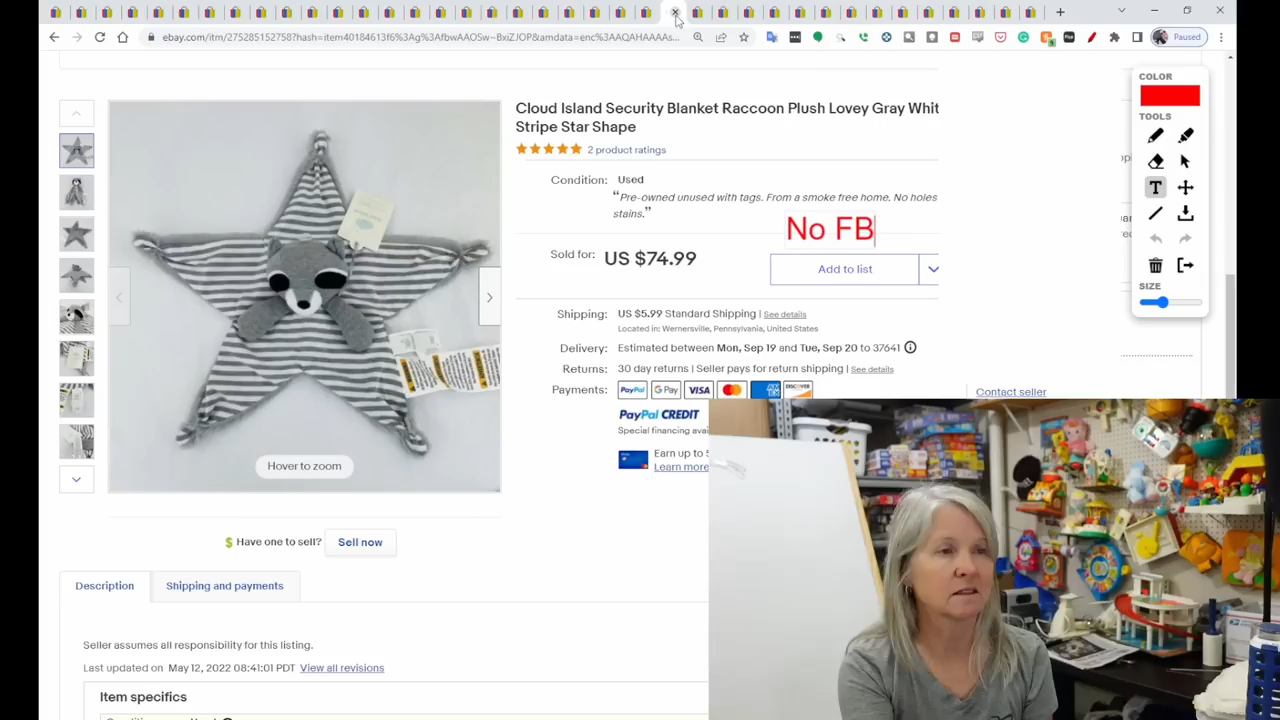 ebay.com/itm/275285152758?hash=item40184613f6%3Ag%3AfbwAAOSw~BxiZJOP&amdata=enc%3AAQAHAAAAs...
Paused
COLOR
TOOLS
T
SIZE
Cloud Island Security Blanket Raccoon Plush Lovey Gray Whit
Stripe Star Shape
2 product ratings
Condition: Used
“Pre-owned unused with tags. From a smoke free home. No holes
stains.”
No FB
Sold for: US $74.99
Add to list
Shipping: US $5.99 Standard Shipping | See details
Located in: Wernersville, Pennsylvania, United States
Delivery: Estimated between Mon, Sep 19 and Tue, Sep 20 to 37641
Returns: 30 day returns | Seller pays for return shipping | See details
Payments: PayPal G Pay VISA DISCOVER
Contact seller
PayPal CREDIT
Special financing avai
Earn up to 5
Learn more
Hover to zoom
Have one to sell? Sell now
Description
Shipping and payments
Seller assumes all responsibility for this listing.
Last updated on May 12, 2022 08:41:01 PDT View all revisions
Item specifics